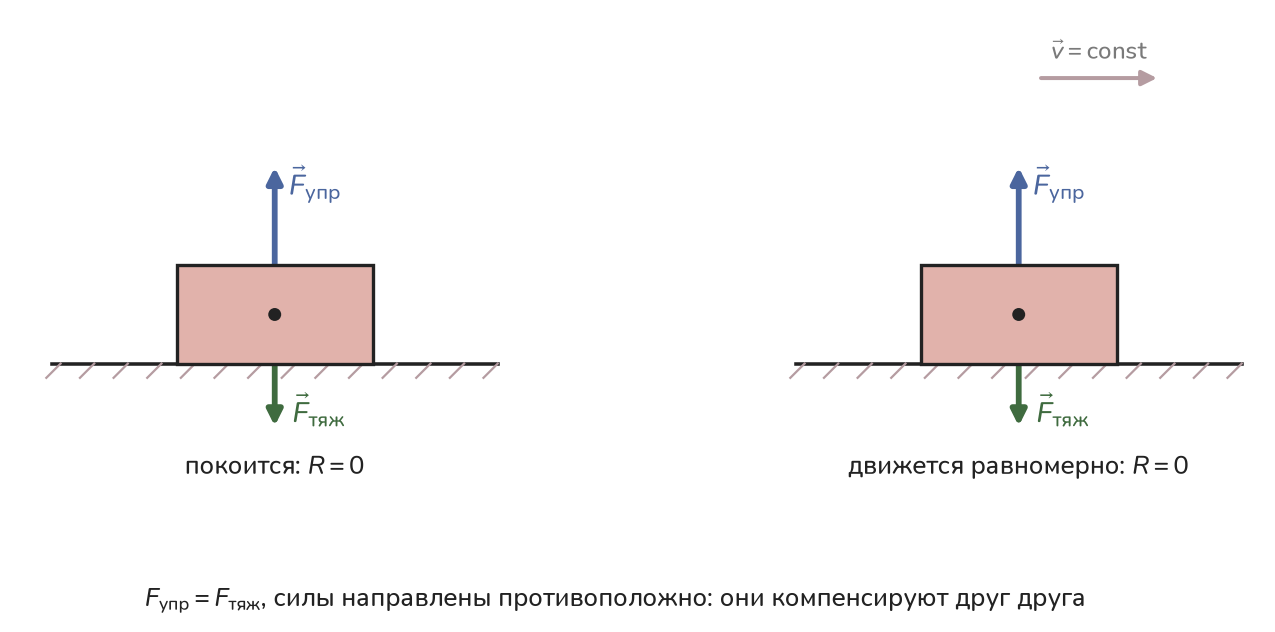 v⃗ = const
F⃗упр
F⃗упр
F⃗тяж
F⃗тяж
покоится: R = 0
движется равномерно: R = 0
Fупр = Fтяж, силы направлены противоположно: они компенсируют друг друга